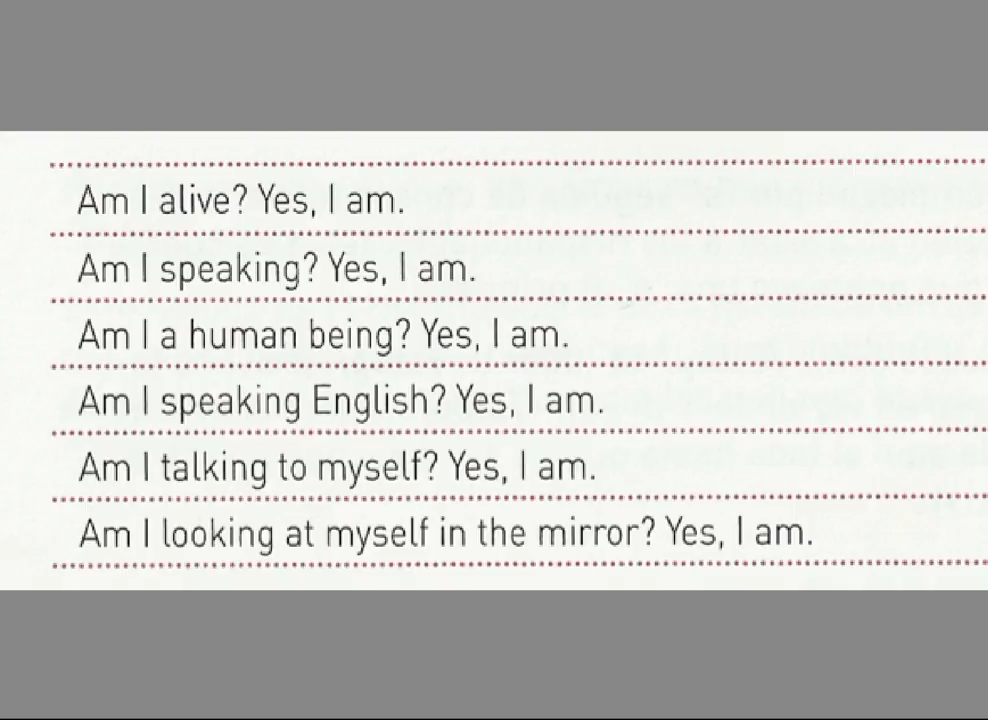 Am I alive? Yes, I am.
Am I speaking? Yes, I am.
Am I a human being? Yes, I am.
Am I speaking English? Yes, I am.
Am I talking to myself? Yes, I am.
Am I looking at myself in the mirror? Yes, I am.